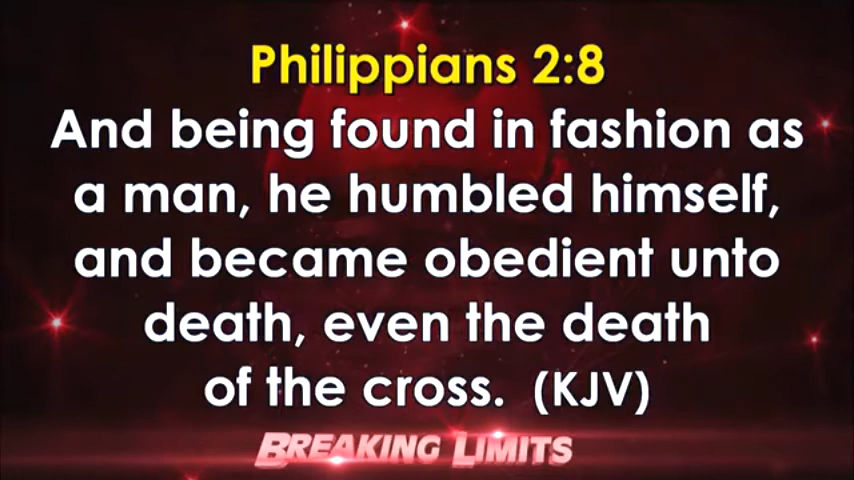 Philippians 2:8
And being found in fashion as
a man, he humbled himself,
and became obedient unto
death, even the death
of the cross. (KJV)
BREAKING LIMITS